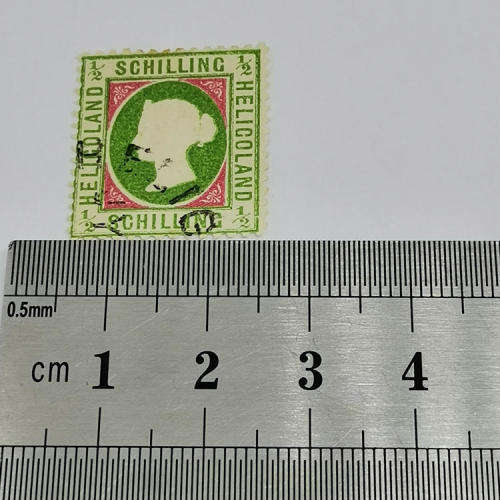 ½ SCHILLING ½
HELIGOLAND
HELIGOLAND
½ SCHILLING ½
0.5mm
cm 1 2 3 4